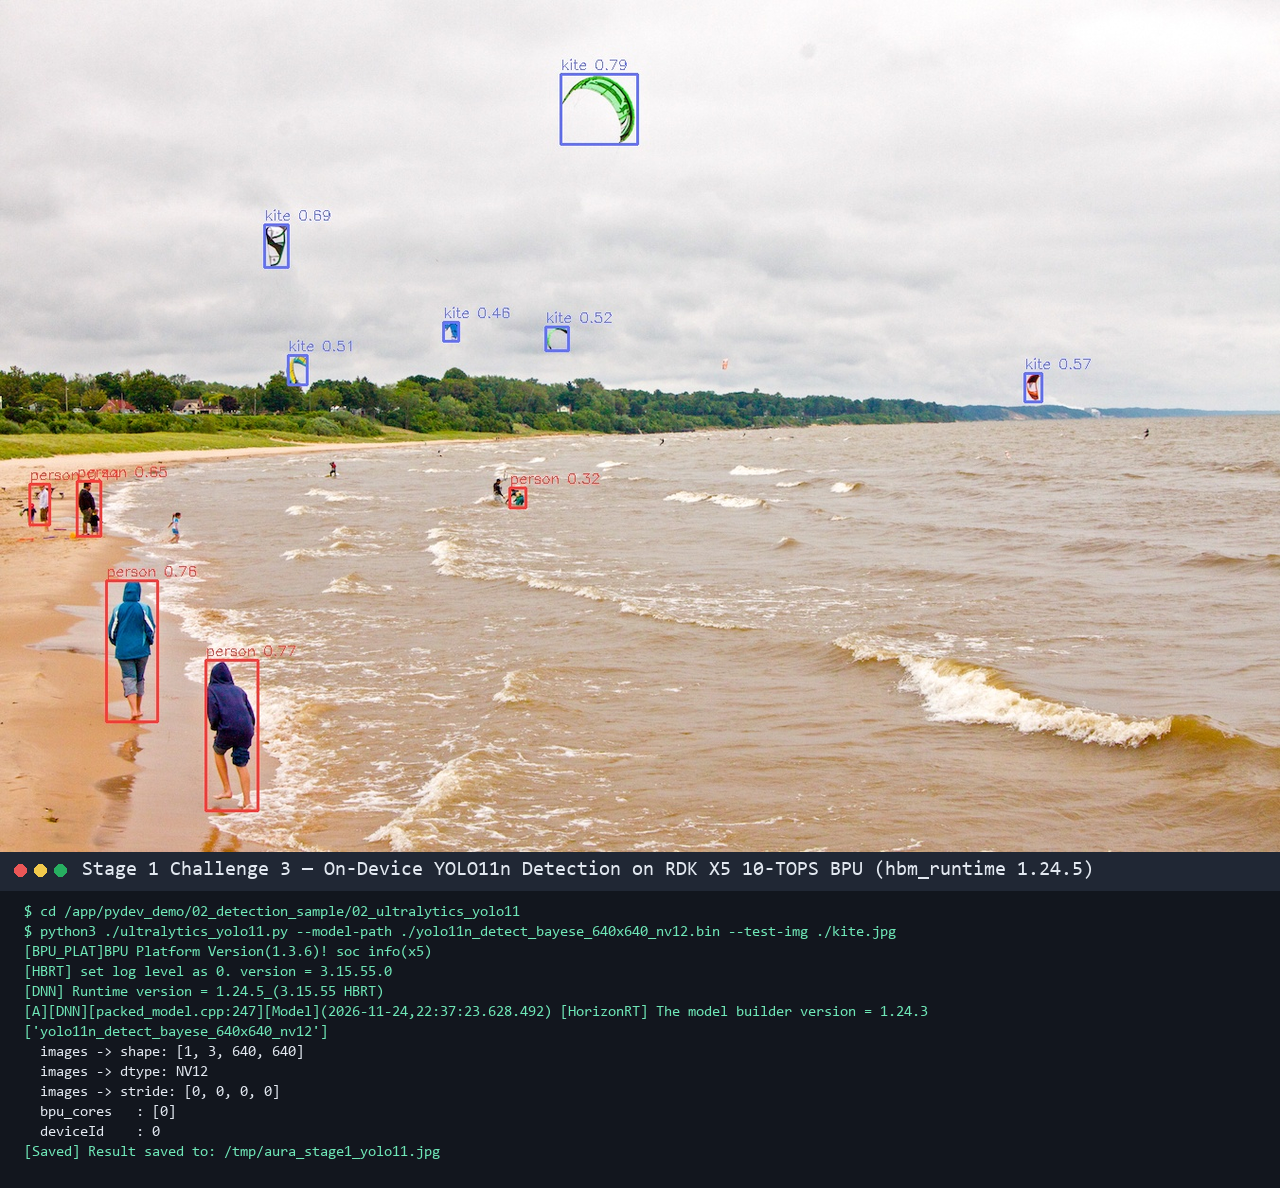 kite 0.79
kite 0.69
kite 0.46
kite 0.52
kite 0.51
kite 0.57
person 0.65
person
person 0.32
person 0.76
person 0.77
Stage 1 Challenge 3 — On-Device YOLO11n Detection on RDK X5 10-TOPS BPU (hbm_runtime 1.24.5)
$ cd /app/pydev_demo/02_detection_sample/02_ultralytics_yolo11
$ python3 ./ultralytics_yolo11.py --model-path ./yolo11n_detect_bayese_640x640_nv12.bin --test-img ./kite.jpg
[BPU_PLAT]BPU Platform Version(1.3.6)! soc info(x5)
[HBRT] set log level as 0. version = 3.15.55.0
[DNN] Runtime version = 1.24.5_(3.15.55 HBRT)
[A][DNN][packed_model.cpp:247][Model](2026-11-24,22:37:23.628.492) [HorizonRT] The model builder version = 1.24.3
['yolo11n_detect_bayese_640x640_nv12']
images -> shape: [1, 3, 640, 640]
images -> dtype: NV12
images -> stride: [0, 0, 0, 0]
bpu_cores   : [0]
deviceId    : 0
[Saved] Result saved to: /tmp/aura_stage1_yolo11.jpg